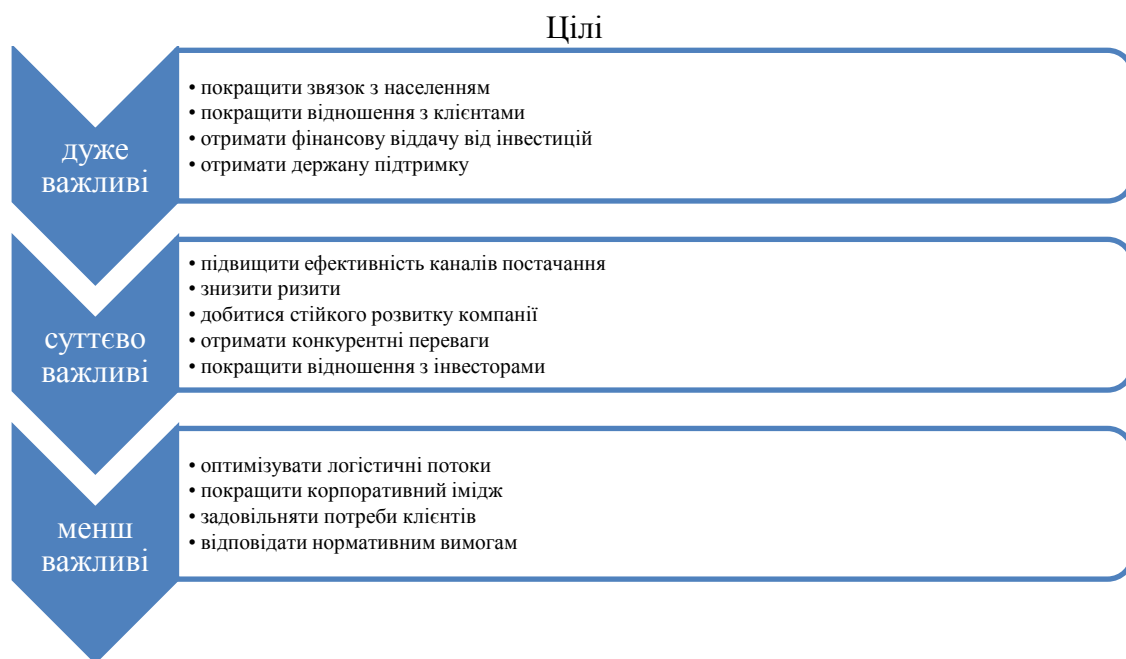 Цілі
дуже
важливі
• покращити звязок з населенням
• покращити відношення з клієнтами
• отримати фінансову віддачу від інвестицій
• отримати держану підтримку
суттєво
важливі
• підвищити ефективність каналів постачання
• знизити ризити
• добитися стійкого розвитку компанії
• отримати конкурентні переваги
• покращити відношення з інвесторами
менш
важливі
• оптимізувати логістичні потоки
• покращити корпоративний імідж
• задовільняти потреби клієнтів
• відповідати нормативним вимогам